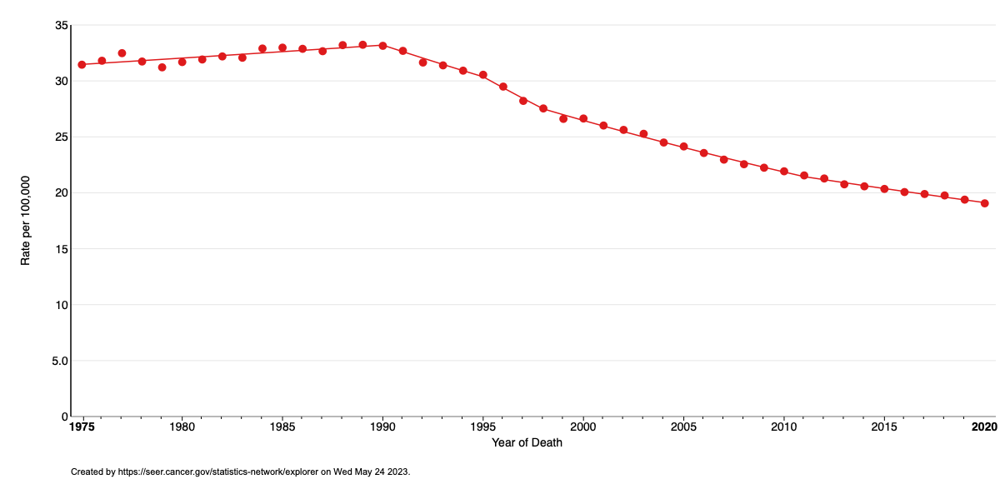 35
30
25
20
15
10
5.0
0
Rate per 100,000
1975 1980 1985 1990 1995 2000 2005 2010 2015 2020
Year of Death
Created by https://seer.cancer.gov/statistics-network/explorer on Wed May 24 2023.